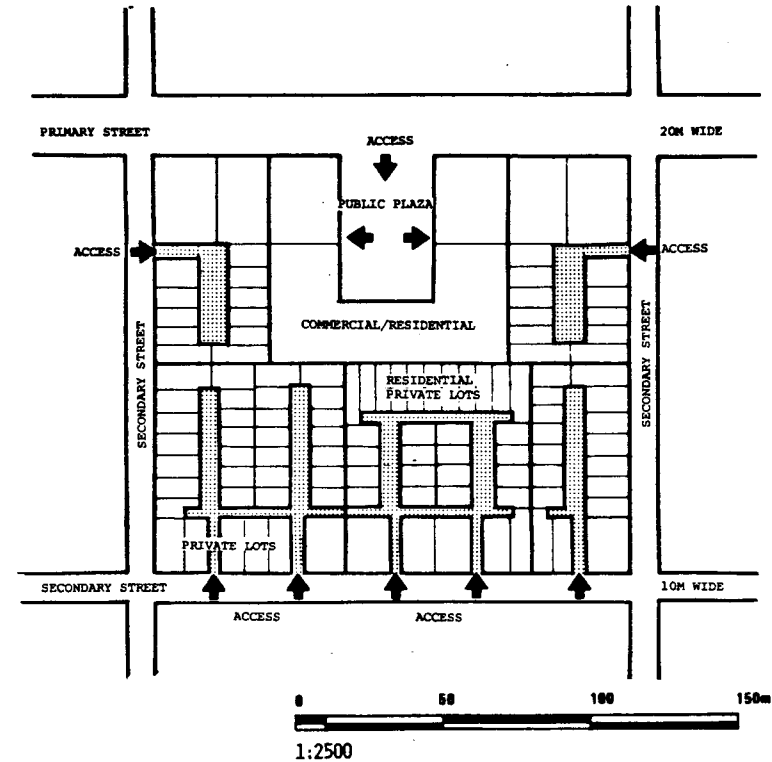 PRIMARY STREET
20M WIDE
ACCESS
PUBLIC PLAZA
ACCESS
ACCESS
COMMERCIAL/RESIDENTIAL
SECONDARY STREET
SECONDARY STREET
RESIDENTIAL
PRIVATE LOTS
PRIVATE LOTS
SECONDARY STREET
10M WIDE
ACCESS
ACCESS
0
50
100
150m
1:2500